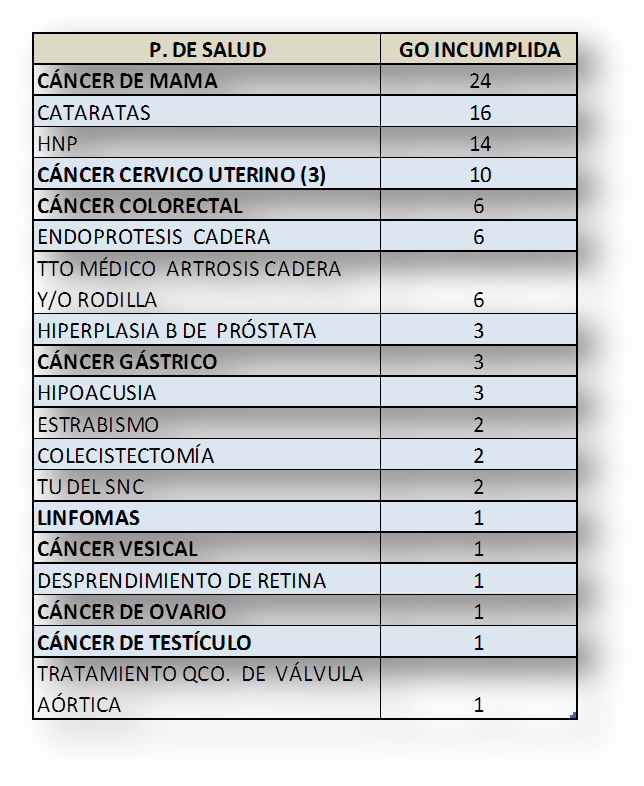 P. DE SALUD GO INCUMPLIDA
CÁNCER DE MAMA 24
CATARATAS 16
HNP 14
CÁNCER CERVICO UTERINO (3) 10
CÁNCER COLORECTAL 6
ENDOPROTESIS CADERA 6
TTO MÉDICO ARTROSIS CADERA
Y/O RODILLA 6
HIPERPLASIA B DE PRÓSTATA 3
CÁNCER GÁSTRICO 3
HIPOACUSIA 3
ESTRABISMO 2
COLECISTECTOMÍA 2
TU DEL SNC 2
LINFOMAS 1
CÁNCER VESICAL 1
DESPRENDIMIENTO DE RETINA 1
CÁNCER DE OVARIO 1
CÁNCER DE TESTÍCULO 1
TRATAMIENTO QCO. DE VÁLVULA
AÓRTICA 1